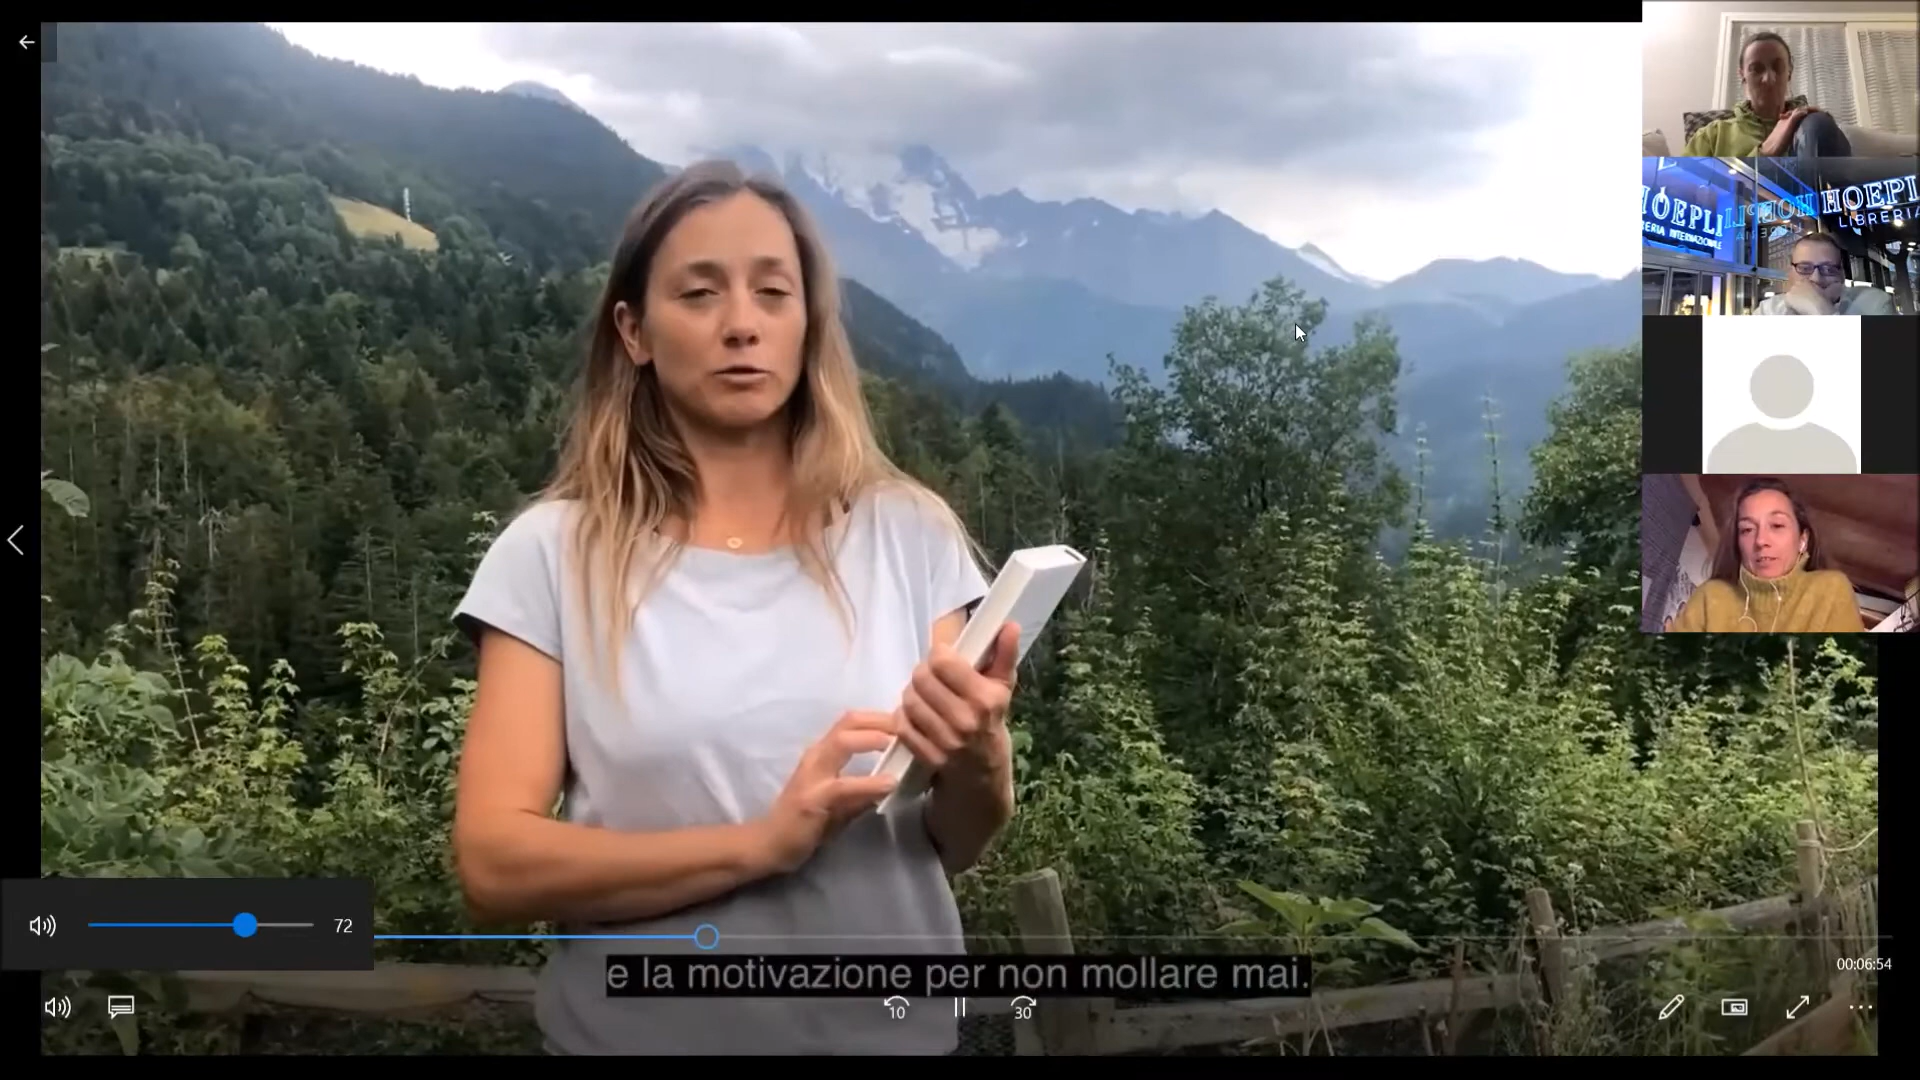 HOEPLI
LIBRERIA
HOEPLI
72
e la motivazione per non mollare mai.
00:06:54
10
30